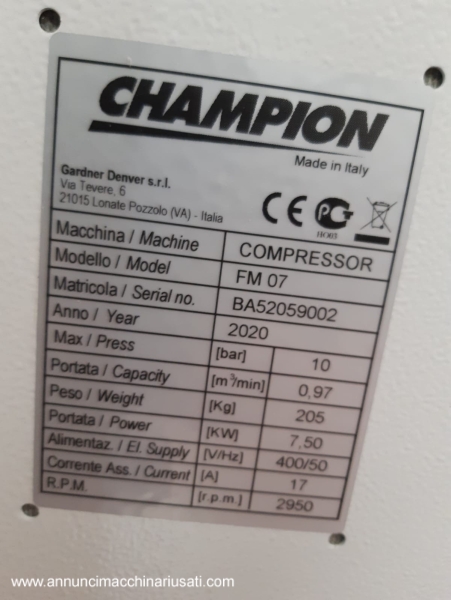 CHAMPION
Made in Italy
Gardner Denver s.r.l.
Via Tevere, 6
21015 Lonate Pozzolo (VA) - Italia
CE
Macchina / Machine COMPRESSOR
Modello / Model FM 07
Matricola / Serial no. BA52059002
Anno / Year 2020
Max / Press [bar] 10
Portata / Capacity [m³/min] 0,97
Peso / Weight [Kg] 205
Portata / Power [KW] 7,50
Alimentaz. / El. Supply [V/Hz] 400/50
Corrente Ass. / Current [A] 17
R.P.M. [r.p.m.] 2950
www.annuncimacchinariusati.com